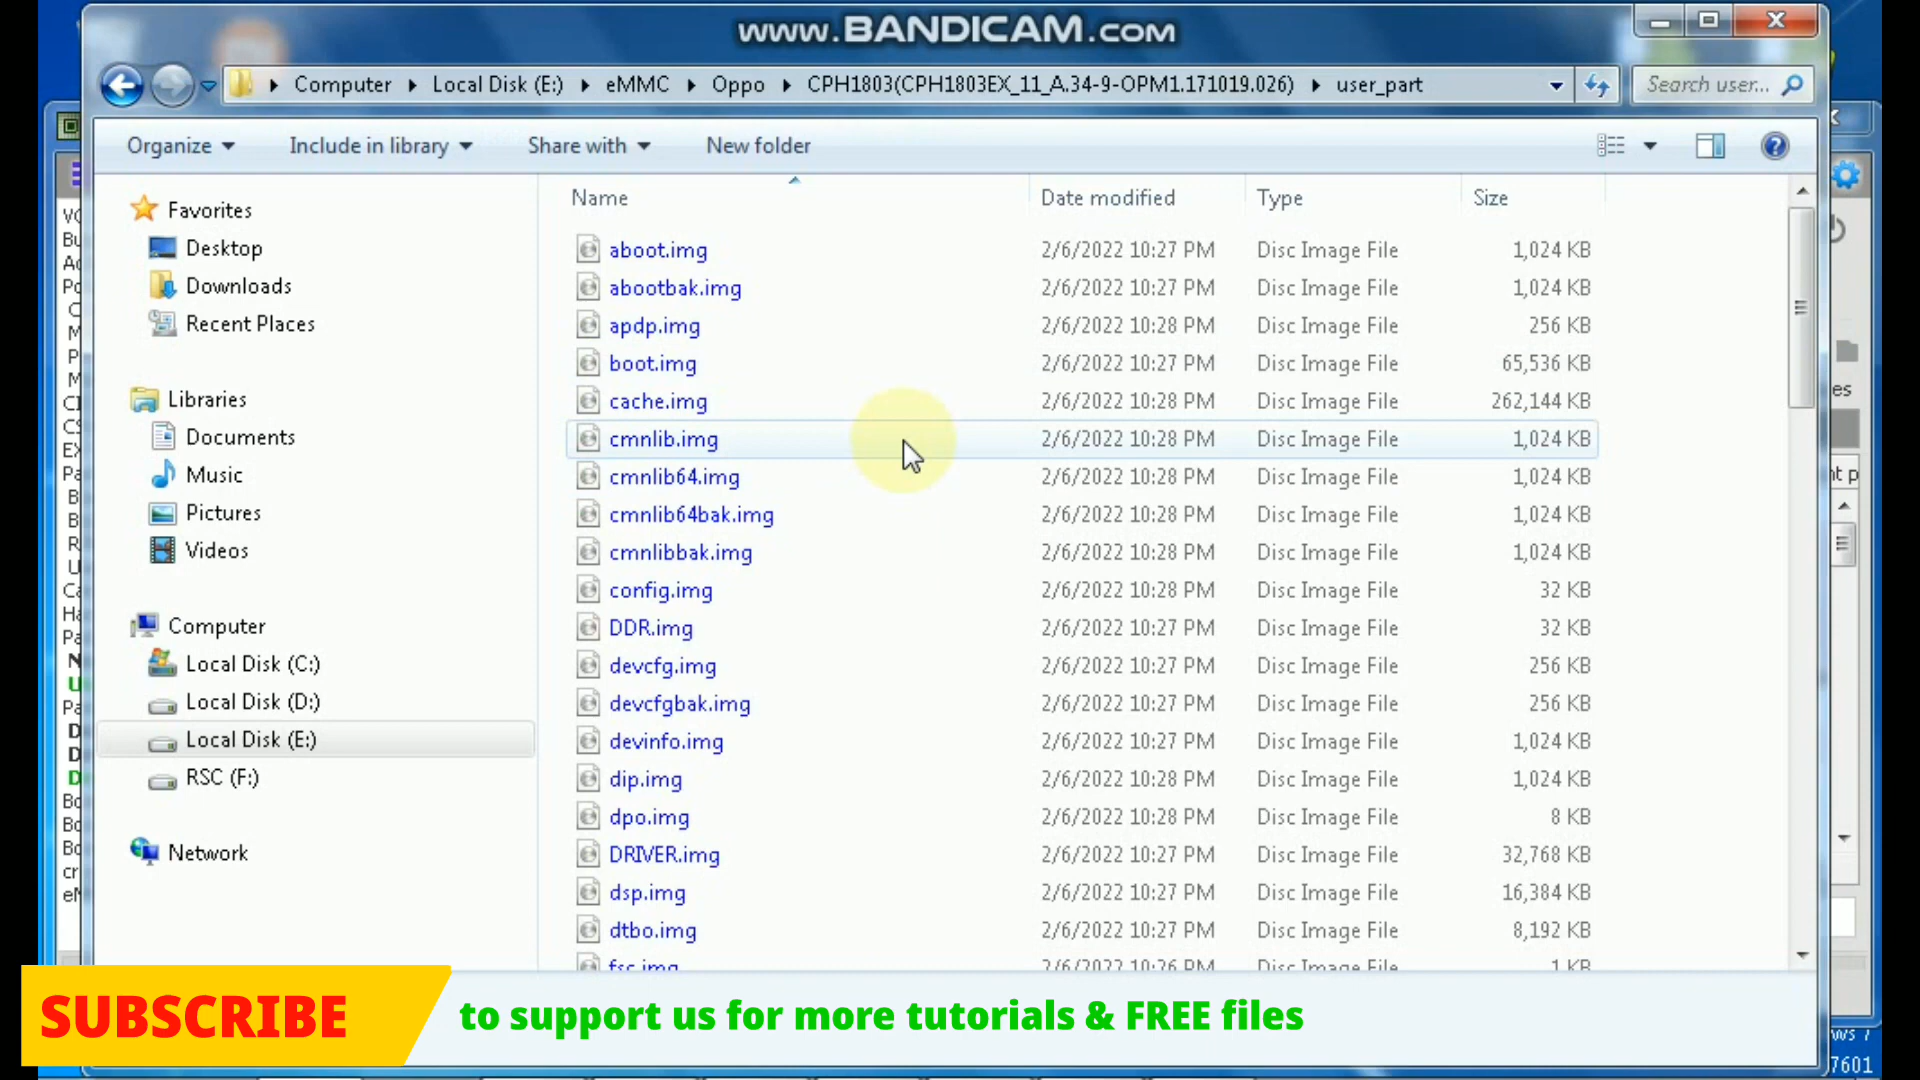 www.BANDICAM.com
Computer Local Disk (E:) eMMC Oppo CPH1803(CPH1803EX_11_A.34-9-OPM1.171019.026) user_part
Search user...
Organize Include in library Share with New folder
Favorites
Desktop
Downloads
Recent Places
Libraries
Documents
Music
Pictures
Videos
Computer
Local Disk (C:)
Local Disk (D:)
Local Disk (E:)
RSC (F:)
Network
Name Date modified Type Size
aboot.img 2/6/2022 10:27 PM Disc Image File 1,024 KB
abootbak.img 2/6/2022 10:27 PM Disc Image File 1,024 KB
apdp.img 2/6/2022 10:28 PM Disc Image File 256 KB
boot.img 2/6/2022 10:27 PM Disc Image File 65,536 KB
cache.img 2/6/2022 10:28 PM Disc Image File 262,144 KB
cmnlib.img 2/6/2022 10:28 PM Disc Image File 1,024 KB
cmnlib64.img 2/6/2022 10:28 PM Disc Image File 1,024 KB
cmnlib64bak.img 2/6/2022 10:28 PM Disc Image File 1,024 KB
cmnlibbak.img 2/6/2022 10:28 PM Disc Image File 1,024 KB
config.img 2/6/2022 10:28 PM Disc Image File 32 KB
DDR.img 2/6/2022 10:27 PM Disc Image File 32 KB
devcfg.img 2/6/2022 10:27 PM Disc Image File 256 KB
devcfgbak.img 2/6/2022 10:27 PM Disc Image File 256 KB
devinfo.img 2/6/2022 10:27 PM Disc Image File 1,024 KB
dip.img 2/6/2022 10:28 PM Disc Image File 1,024 KB
dpo.img 2/6/2022 10:28 PM Disc Image File 8 KB
DRIVER.img 2/6/2022 10:27 PM Disc Image File 32,768 KB
dsp.img 2/6/2022 10:27 PM Disc Image File 16,384 KB
dtbo.img 2/6/2022 10:27 PM Disc Image File 8,192 KB
fsc.img 2/6/2022 10:26 PM Disc Image File 1 KB
SUBSCRIBE to support us for more tutorials & FREE files
7601